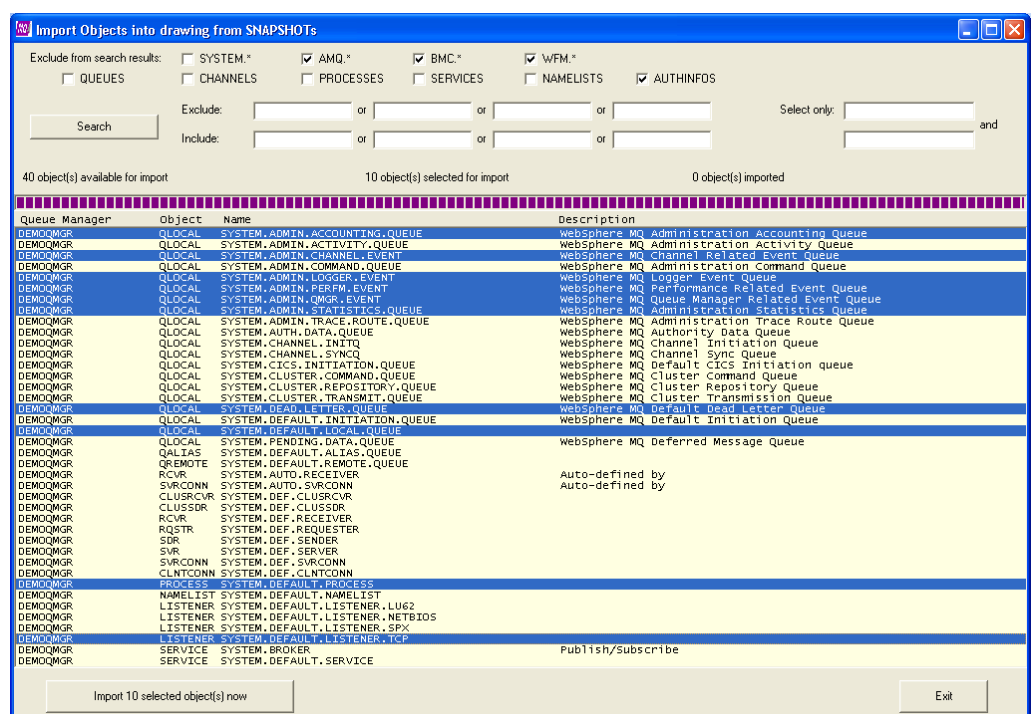 MQ Import Objects into drawing from SNAPSHOTs
Exclude from search results: SYSTEM.* AMQ.* BMC.* WFM.*
QUEUES CHANNELS PROCESSES SERVICES NAMELISTS AUTHINFOS
Exclude: or or or Select only:
Search and
Include: or or or
40 object(s) available for import 10 object(s) selected for import 0 object(s) imported
Queue Manager Object Name Description
DEMOQMGR QLOCAL SYSTEM.ADMIN.ACCOUNTING.QUEUE WebSphere MQ Administration Accounting Queue
DEMOQMGR QLOCAL SYSTEM.ADMIN.ACTIVITY.QUEUE WebSphere MQ Administration Activity Queue
DEMOQMGR QLOCAL SYSTEM.ADMIN.CHANNEL.EVENT WebSphere MQ Channel Related Event Queue
DEMOQMGR QLOCAL SYSTEM.ADMIN.COMMAND.QUEUE WebSphere MQ Administration Command Queue
DEMOQMGR QLOCAL SYSTEM.ADMIN.LOGGER.EVENT WebSphere MQ Logger Event Queue
DEMOQMGR QLOCAL SYSTEM.ADMIN.PERFM.EVENT WebSphere MQ Performance Related Event Queue
DEMOQMGR QLOCAL SYSTEM.ADMIN.QMGR.EVENT WebSphere MQ Queue Manager Related Event Queue
DEMOQMGR QLOCAL SYSTEM.ADMIN.STATISTICS.QUEUE WebSphere MQ Administration Statistics Queue
DEMOQMGR QLOCAL SYSTEM.ADMIN.TRACE.ROUTE.QUEUE WebSphere MQ Administration Trace Route Queue
DEMOQMGR QLOCAL SYSTEM.AUTH.DATA.QUEUE WebSphere MQ Authority Data Queue
DEMOQMGR QLOCAL SYSTEM.CHANNEL.INITQ WebSphere MQ Channel Initiation Queue
DEMOQMGR QLOCAL SYSTEM.CHANNEL.SYNCQ WebSphere MQ Channel Sync Queue
DEMOQMGR QLOCAL SYSTEM.CICS.INITIATION.QUEUE WebSphere MQ Default CICS Initiation queue
DEMOQMGR QLOCAL SYSTEM.CLUSTER.COMMAND.QUEUE WebSphere MQ Cluster Command Queue
DEMOQMGR QLOCAL SYSTEM.CLUSTER.REPOSITORY.QUEUE WebSphere MQ Cluster Repository Queue
DEMOQMGR QLOCAL SYSTEM.CLUSTER.TRANSMIT.QUEUE WebSphere MQ Cluster Transmission Queue
DEMOQMGR QLOCAL SYSTEM.DEAD.LETTER.QUEUE WebSphere MQ Default Dead Letter Queue
DEMOQMGR QLOCAL SYSTEM.DEFAULT.INITIATION.QUEUE WebSphere MQ Default Initiation Queue
DEMOQMGR QLOCAL SYSTEM.DEFAULT.LOCAL.QUEUE
DEMOQMGR QLOCAL SYSTEM.PENDING.DATA.QUEUE WebSphere MQ Deferred Message Queue
DEMOQMGR QALIAS SYSTEM.DEFAULT.ALIAS.QUEUE
DEMOQMGR QREMOTE SYSTEM.DEFAULT.REMOTE.QUEUE
DEMOQMGR RCVR SYSTEM.AUTO.RECEIVER Auto-defined by
DEMOQMGR SVRCONN SYSTEM.AUTO.SVRCONN Auto-defined by
DEMOQMGR CLUSRCVR SYSTEM.DEF.CLUSRCVR
DEMOQMGR CLUSSDR SYSTEM.DEF.CLUSSDR
DEMOQMGR RCVR SYSTEM.DEF.RECEIVER
DEMOQMGR RQSTR SYSTEM.DEF.REQUESTER
DEMOQMGR SDR SYSTEM.DEF.SENDER
DEMOQMGR SVR SYSTEM.DEF.SERVER
DEMOQMGR SVRCONN SYSTEM.DEF.SVRCONN
DEMOQMGR CLNTCONN SYSTEM.DEF.CLNTCONN
DEMOQMGR PROCESS SYSTEM.DEFAULT.PROCESS
DEMOQMGR NAMELIST SYSTEM.DEFAULT.NAMELIST
DEMOQMGR LISTENER SYSTEM.DEFAULT.LISTENER.LU62
DEMOQMGR LISTENER SYSTEM.DEFAULT.LISTENER.NETBIOS
DEMOQMGR LISTENER SYSTEM.DEFAULT.LISTENER.SPX
DEMOQMGR LISTENER SYSTEM.DEFAULT.LISTENER.TCP
DEMOQMGR SERVICE SYSTEM.BROKER Publish/Subscribe
DEMOQMGR SERVICE SYSTEM.DEFAULT.SERVICE
Import 10 selected object(s) now Exit